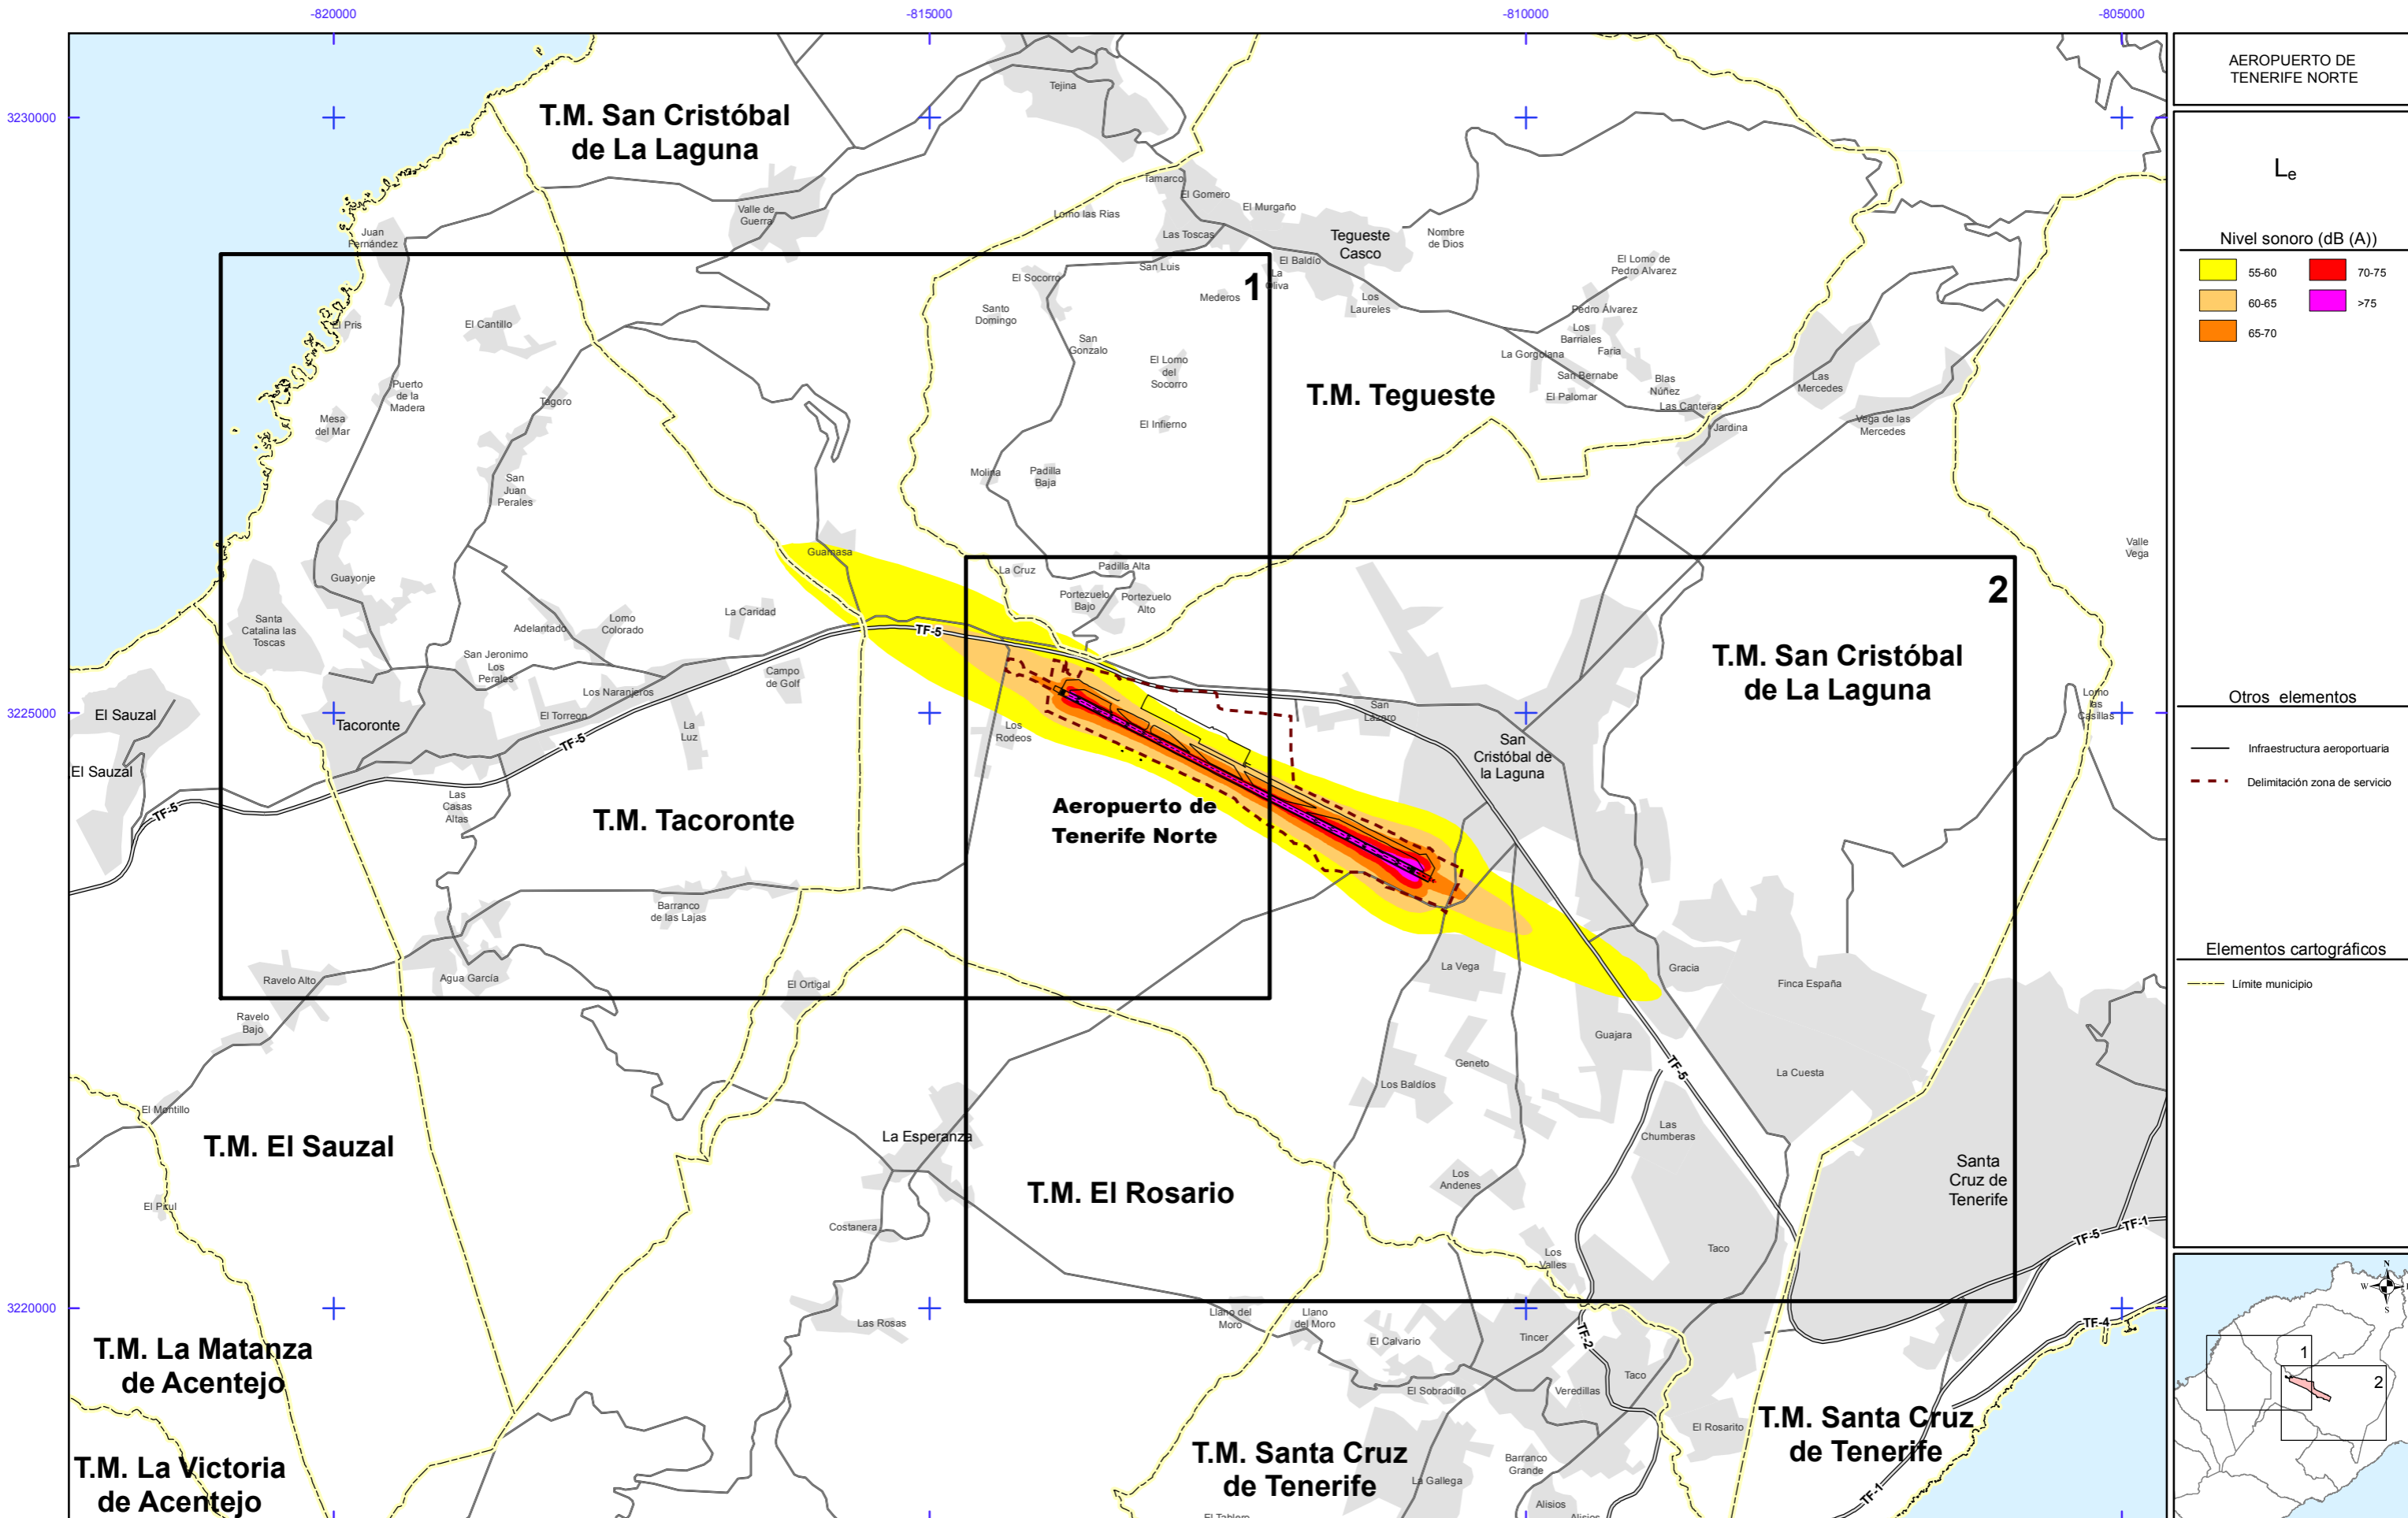 -820000
-815000
-810000
-805000
3230000
3225000
3220000
AEROPUERTO DE
TENERIFE NORTE
Le
Nivel sonoro (dB (A))
55-60
70-75
60-65
>75
65-70
Otros elementos
Infraestructura aeroportuaria
Delimitación zona de servicio
Elementos cartográficos
Límite municipio
N
W
S
1
2
T.M. San Cristóbal
de La Laguna
Tejina
Valle de
Guerra
Juan
Fernández
Tamarco
El Gomero
Lomo las Rias
El Murgaño
Las Toscas
Tegueste
Casco
Nombre
de Dios
El Baldío
San Luis
La
Oliva
El Socorro
Mederos
1
Los
Laureles
El Lomo de
Pedro Alvarez
Pedro Álvarez
Santo
Domingo
El Pris
El Cantillo
San
Gonzalo
Los
Barriales
Faria
La Gorgolana
El Lomo
del
Socorro
San Bernabe
Blas
Núñez
Las
Mercedes
El Palomar
Las Canteras
T.M. Tegueste
Puerto
de la
Madera
Tagoro
Mesa
del Mar
El Infierno
Jardina
Vega de las
Mercedes
San
Juan
Perales
Molina
Padilla
Baja
Guamasa
Valle
Vega
La Cruz
Padilla Alta
Guayonje
Portezuelo
Bajo
Portezuelo
Alto
2
Santa
Catalina las
Toscas
Adelantado
Lomo
Colorado
La Caridad
TF-5
San Jeronimo
Los
Perales
Los Naranjeros
Campo
de Golf
T.M. San Cristóbal
de La Laguna
El Sauzal
Tacoronte
El Torreon
La
Luz
Los
Rodeos
San
Lazaro
Lomo
las
Casillas
TF-5
El Sauzal
San
Cristóbal de
la Laguna
TF-5
Las
Casas
Altas
T.M. Tacoronte
Aeropuerto de
Tenerife Norte
Barranco
de las Lajas
Ravelo Alto
Agua García
El Ortigal
La Vega
Gracia
Finca España
Ravelo
Bajo
Guajara
Geneto
TF-5
La Cuesta
Los Baldíos
El Montillo
T.M. El Sauzal
La Esperanza
Las
Chumberas
Santa
Cruz de
Tenerife
Los
Andenes
T.M. El Rosario
Costanera
Taco
Los
Valles
TF-5
TF-1
Las Rosas
Llano del
Moro
Llano
del Moro
El Calvario
Tincer
TF-2
TF-4
T.M. La Matanza
de Acentejo
El Sobradillo
Veredillas
Taco
El Rosarito
T.M. Santa Cruz
de Tenerife
T.M. Santa Cruz
de Tenerife
Barranco
Grande
La Gallega
T.M. La Victoria
de Acentejo
Alisios
TF-1
El Tablero
Alisios